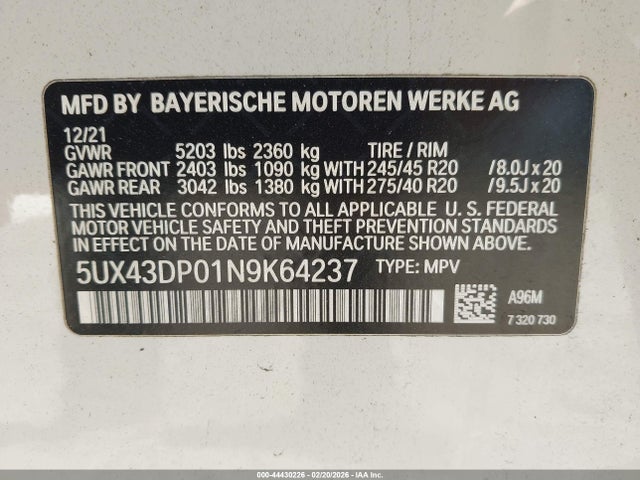 MFD BY BAYERISCHE MOTOREN WERKE AG
12/21
GVWR 5203 lbs 2360 kg TIRE / RIM
GAWR FRONT 2403 lbs 1090 kg WITH 245/45 R20 /8.0J x 20
GAWR REAR 3042 lbs 1380 kg WITH 275/40 R20 /9.5J x 20
THIS VEHICLE CONFORMS TO ALL APPLICABLE U. S. FEDERAL
MOTOR VEHICLE SAFETY AND THEFT PREVENTION STANDARDS
IN EFFECT ON THE DATE OF MANUFACTURE SHOWN ABOVE
5UX43DP01N9K64237 TYPE: MPV
A96M
7 320 730
000-44430226 - 02/20/2026 - IAAI.com